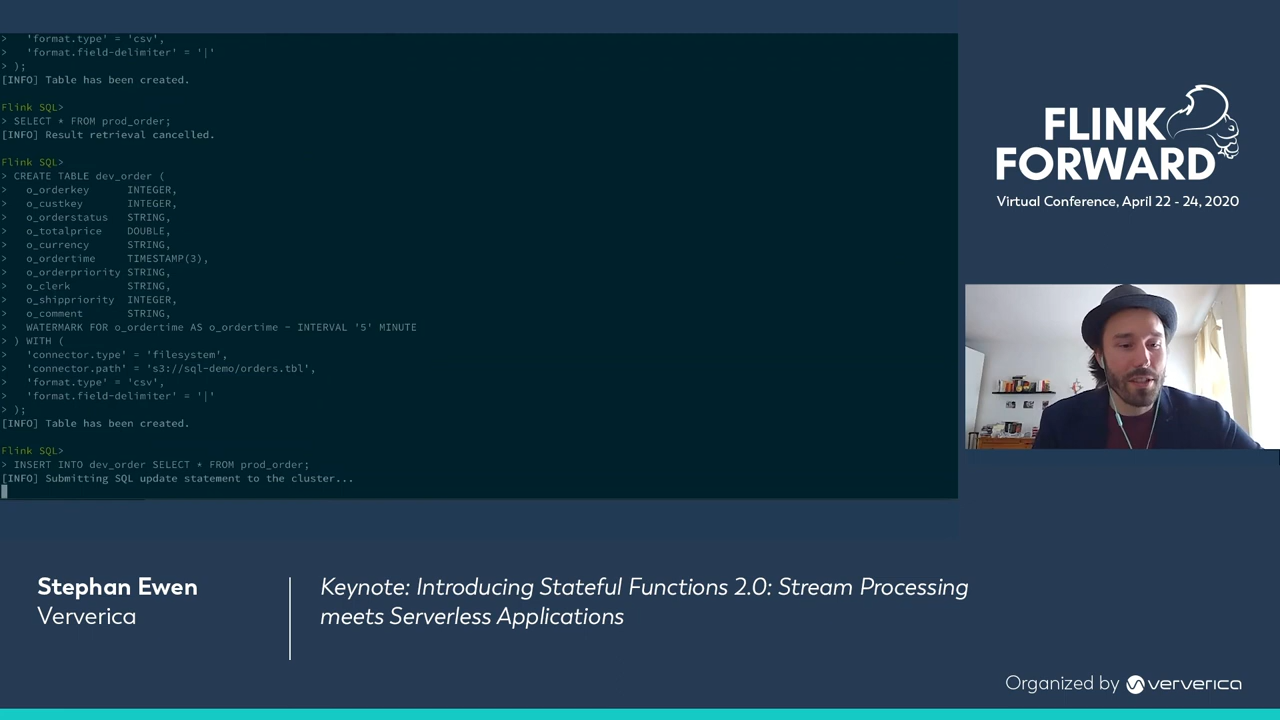 >   'format.type' = 'csv',
>   'format.field-delimiter' = '|'
> );
[INFO] Table has been created.
Flink SQL>
> SELECT * FROM prod_order;
[INFO] Result retrieval cancelled.
Flink SQL>
> CREATE TABLE dev_order (
>   o_orderkey      INTEGER,
>   o_custkey       INTEGER,
>   o_orderstatus   STRING,
>   o_totalprice    DOUBLE,
>   o_currency      STRING,
>   o_ordertime     TIMESTAMP(3),
>   o_orderpriority STRING,
>   o_clerk         STRING,
>   o_shippriority  INTEGER,
>   o_comment       STRING,
>   WATERMARK FOR o_ordertime AS o_ordertime - INTERVAL '5' MINUTE
> ) WITH (
>   'connector.type' = 'filesystem',
>   'connector.path' = 's3://sql-demo/orders.tbl',
>   'format.type' = 'csv',
>   'format.field-delimiter' = '|'
> );
[INFO] Table has been created.
Flink SQL>
> INSERT INTO dev_order SELECT * FROM prod_order;
[INFO] Submitting SQL update statement to the cluster...
FLINK
FORWARD
Virtual Conference, April 22 - 24, 2020
Stephan Ewen
Ververica
Keynote: Introducing Stateful Functions 2.0: Stream Processing
meets Serverless Applications
Organized by ververica